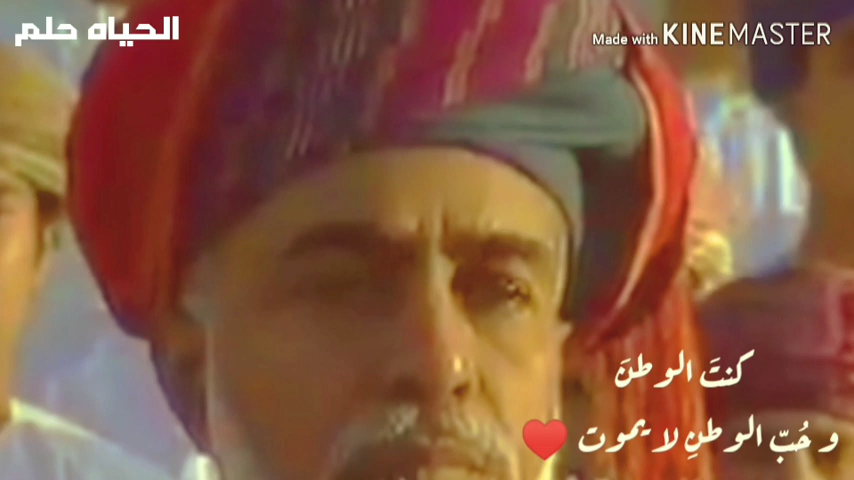 الحياه حلم
Made with KINEMASTER
كنتَ الوطنَ
و حُبّ الوطنِ لا يموت ♥